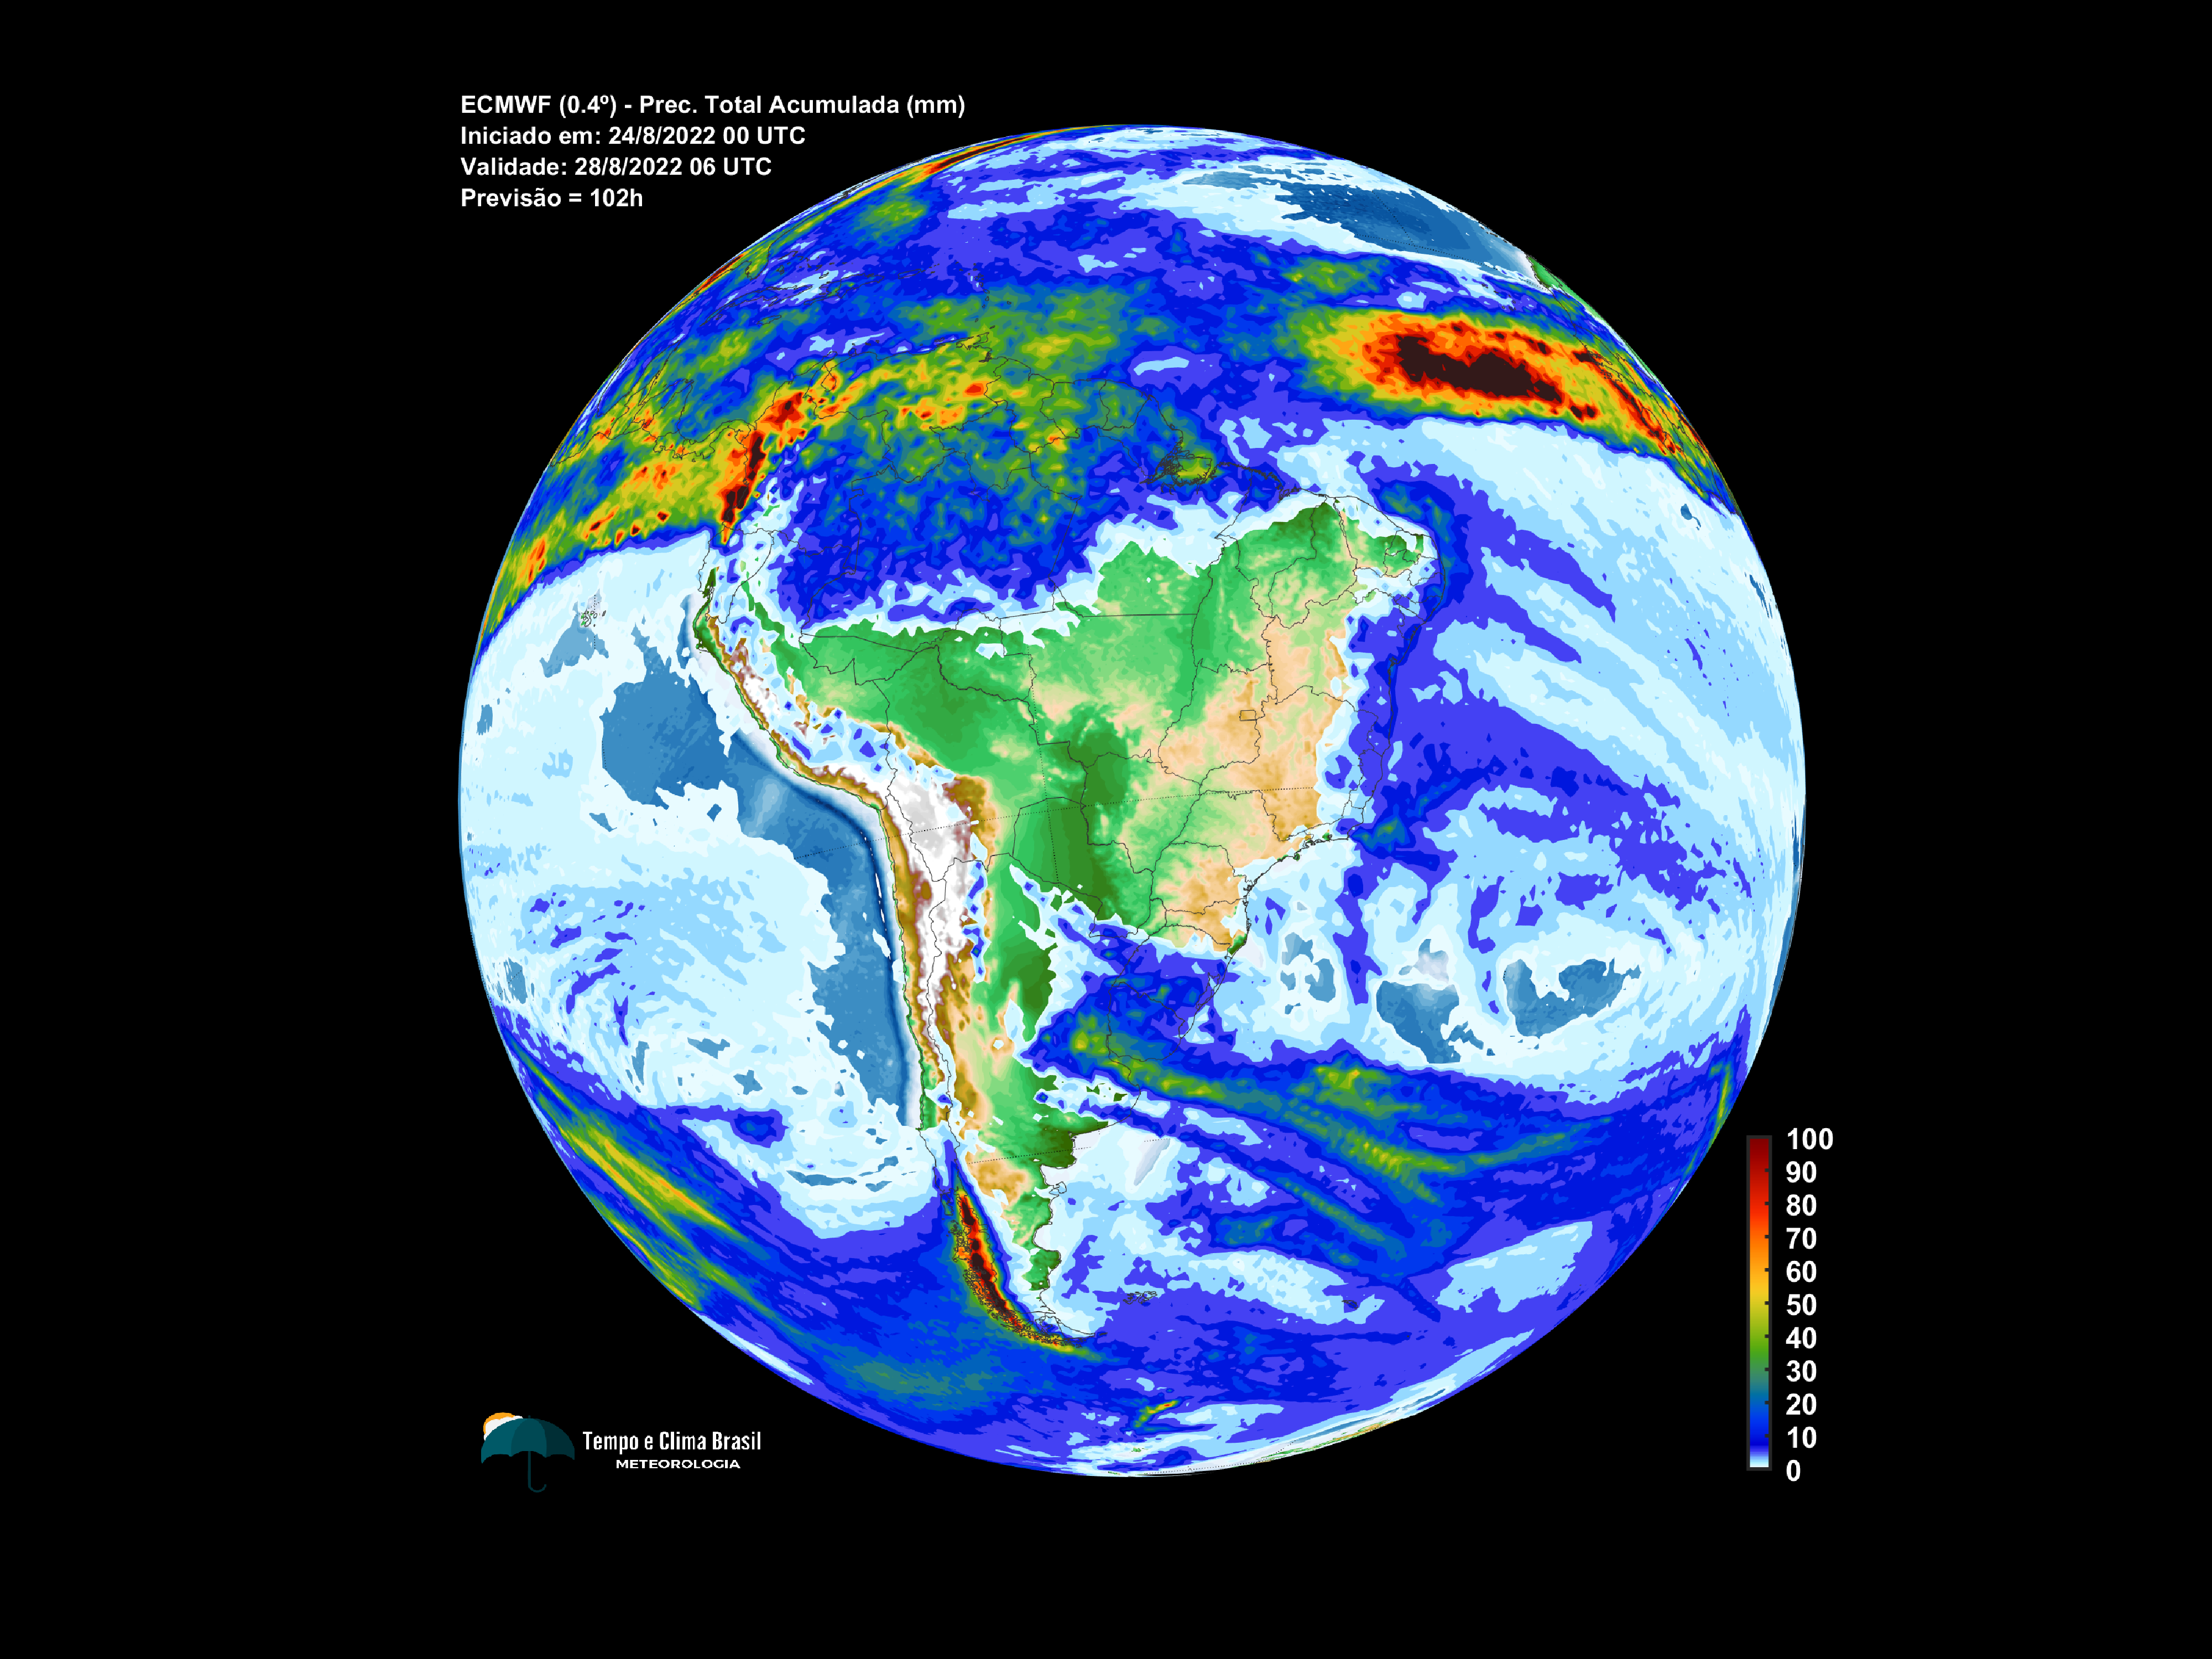 ECMWF (0.4º) - Prec. Total Acumulada (mm)
Iniciado em: 24/8/2022 00 UTC
Validade: 28/8/2022 06 UTC
Previsão = 102h
100
90
80
70
60
50
40
30
20
10
0
Tempo e Clima Brasil
METEOROLOGIA